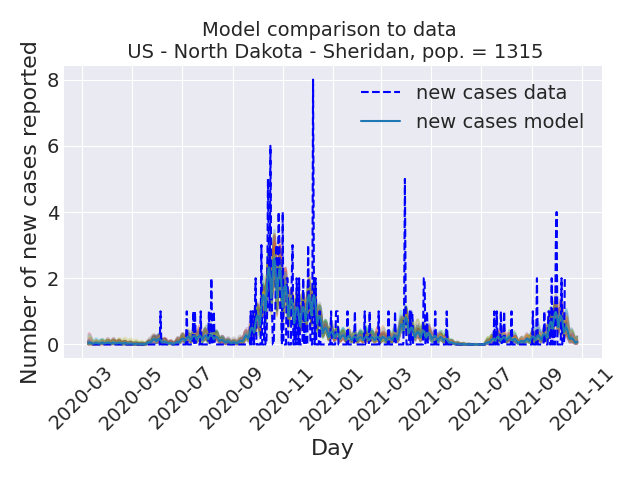 Model comparison to data
US - North Dakota - Sheridan, pop. = 1315
Number of new cases reported
8
6
4
2
0
new cases data
new cases model
2020-03
2020-05
2020-07
2020-09
2020-11
2021-01
2021-03
2021-05
2021-07
2021-09
2021-11
Day